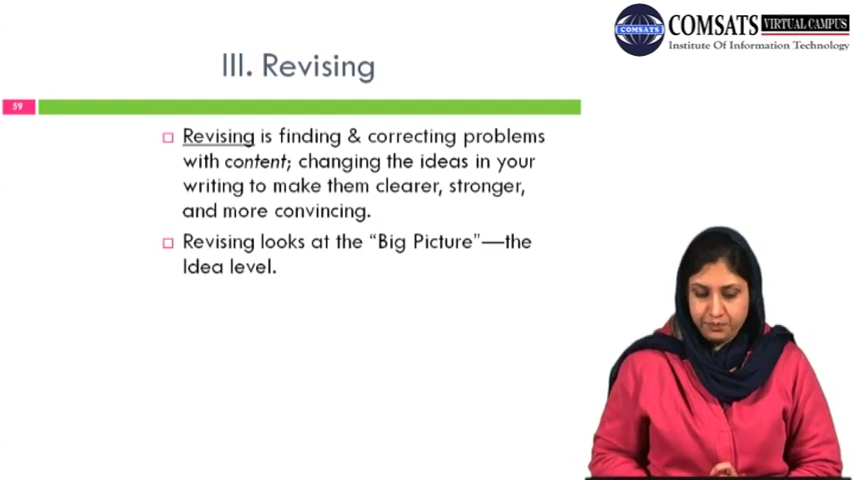 COMSATS VIRTUAL CAMPUS
COMSATS
Institute Of Information Technology
III. Revising
59
Revising is finding & correcting problems
with content; changing the ideas in your
writing to make them clearer, stronger,
and more convincing.
Revising looks at the “Big Picture”—the
Idea level.